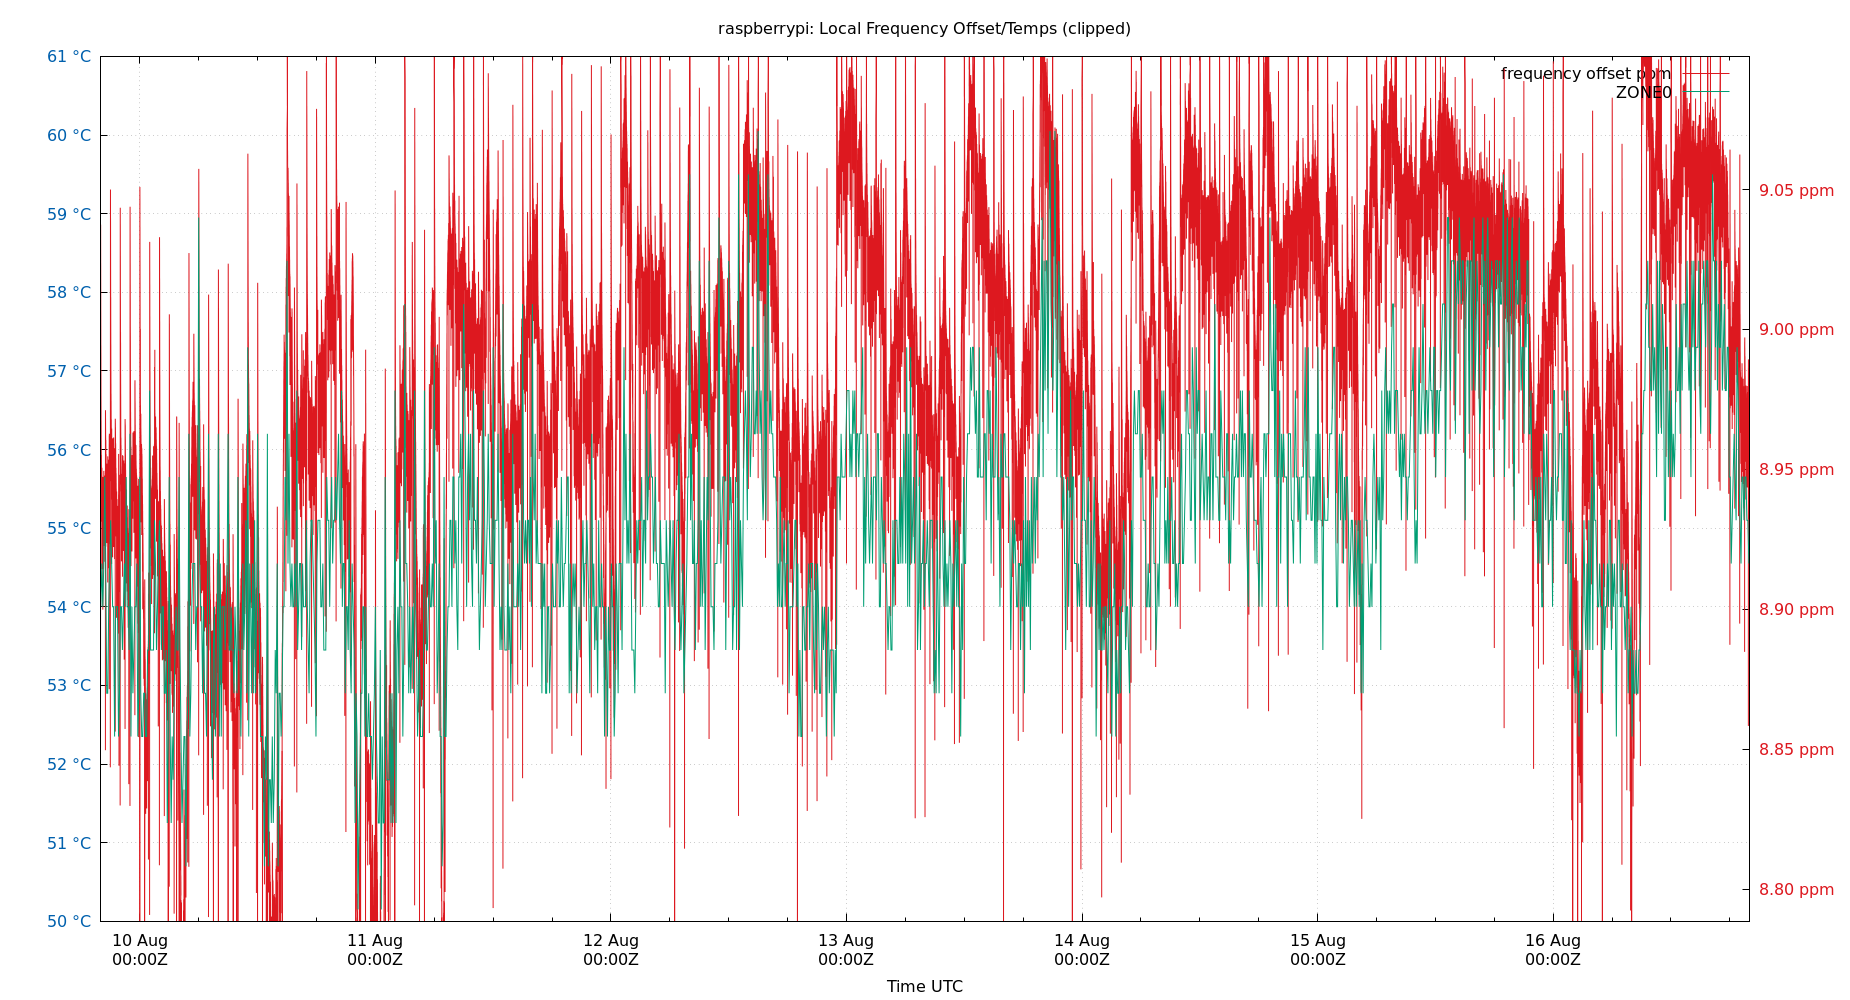 raspberrypi: Local Frequency Offset/Temps (clipped)
61 °C
60 °C
59 °C
58 °C
57 °C
56 °C
55 °C
54 °C
53 °C
52 °C
51 °C
50 °C
frequency offset ppm
ZONE0
9.05 ppm
9.00 ppm
8.95 ppm
8.90 ppm
8.85 ppm
8.80 ppm
10 Aug
00:00Z
11 Aug
00:00Z
12 Aug
00:00Z
13 Aug
00:00Z
14 Aug
00:00Z
15 Aug
00:00Z
16 Aug
00:00Z
Time UTC